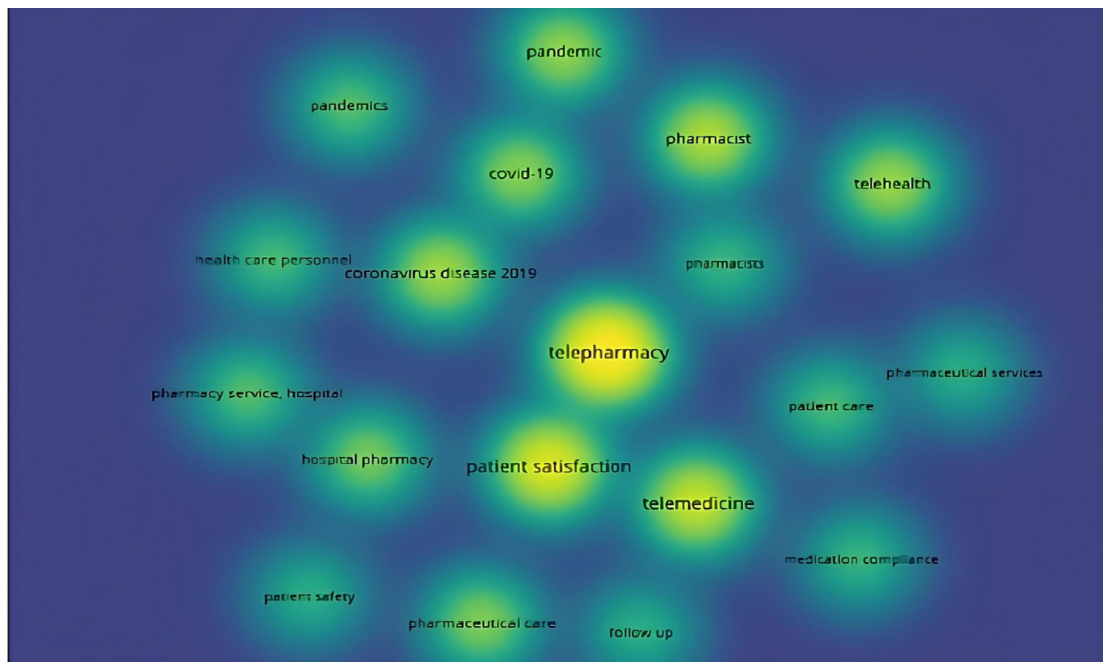 pandemic
pandemics
pharmacist
covid-19
telehealth
health care personnel
pharmacists
coronavirus disease 2019
telepharmacy
pharmaceutical services
pharmacy service, hospital
patient care
hospital pharmacy
patient satisfaction
telemedicine
medication compliance
patient safety
pharmaceutical care
follow up